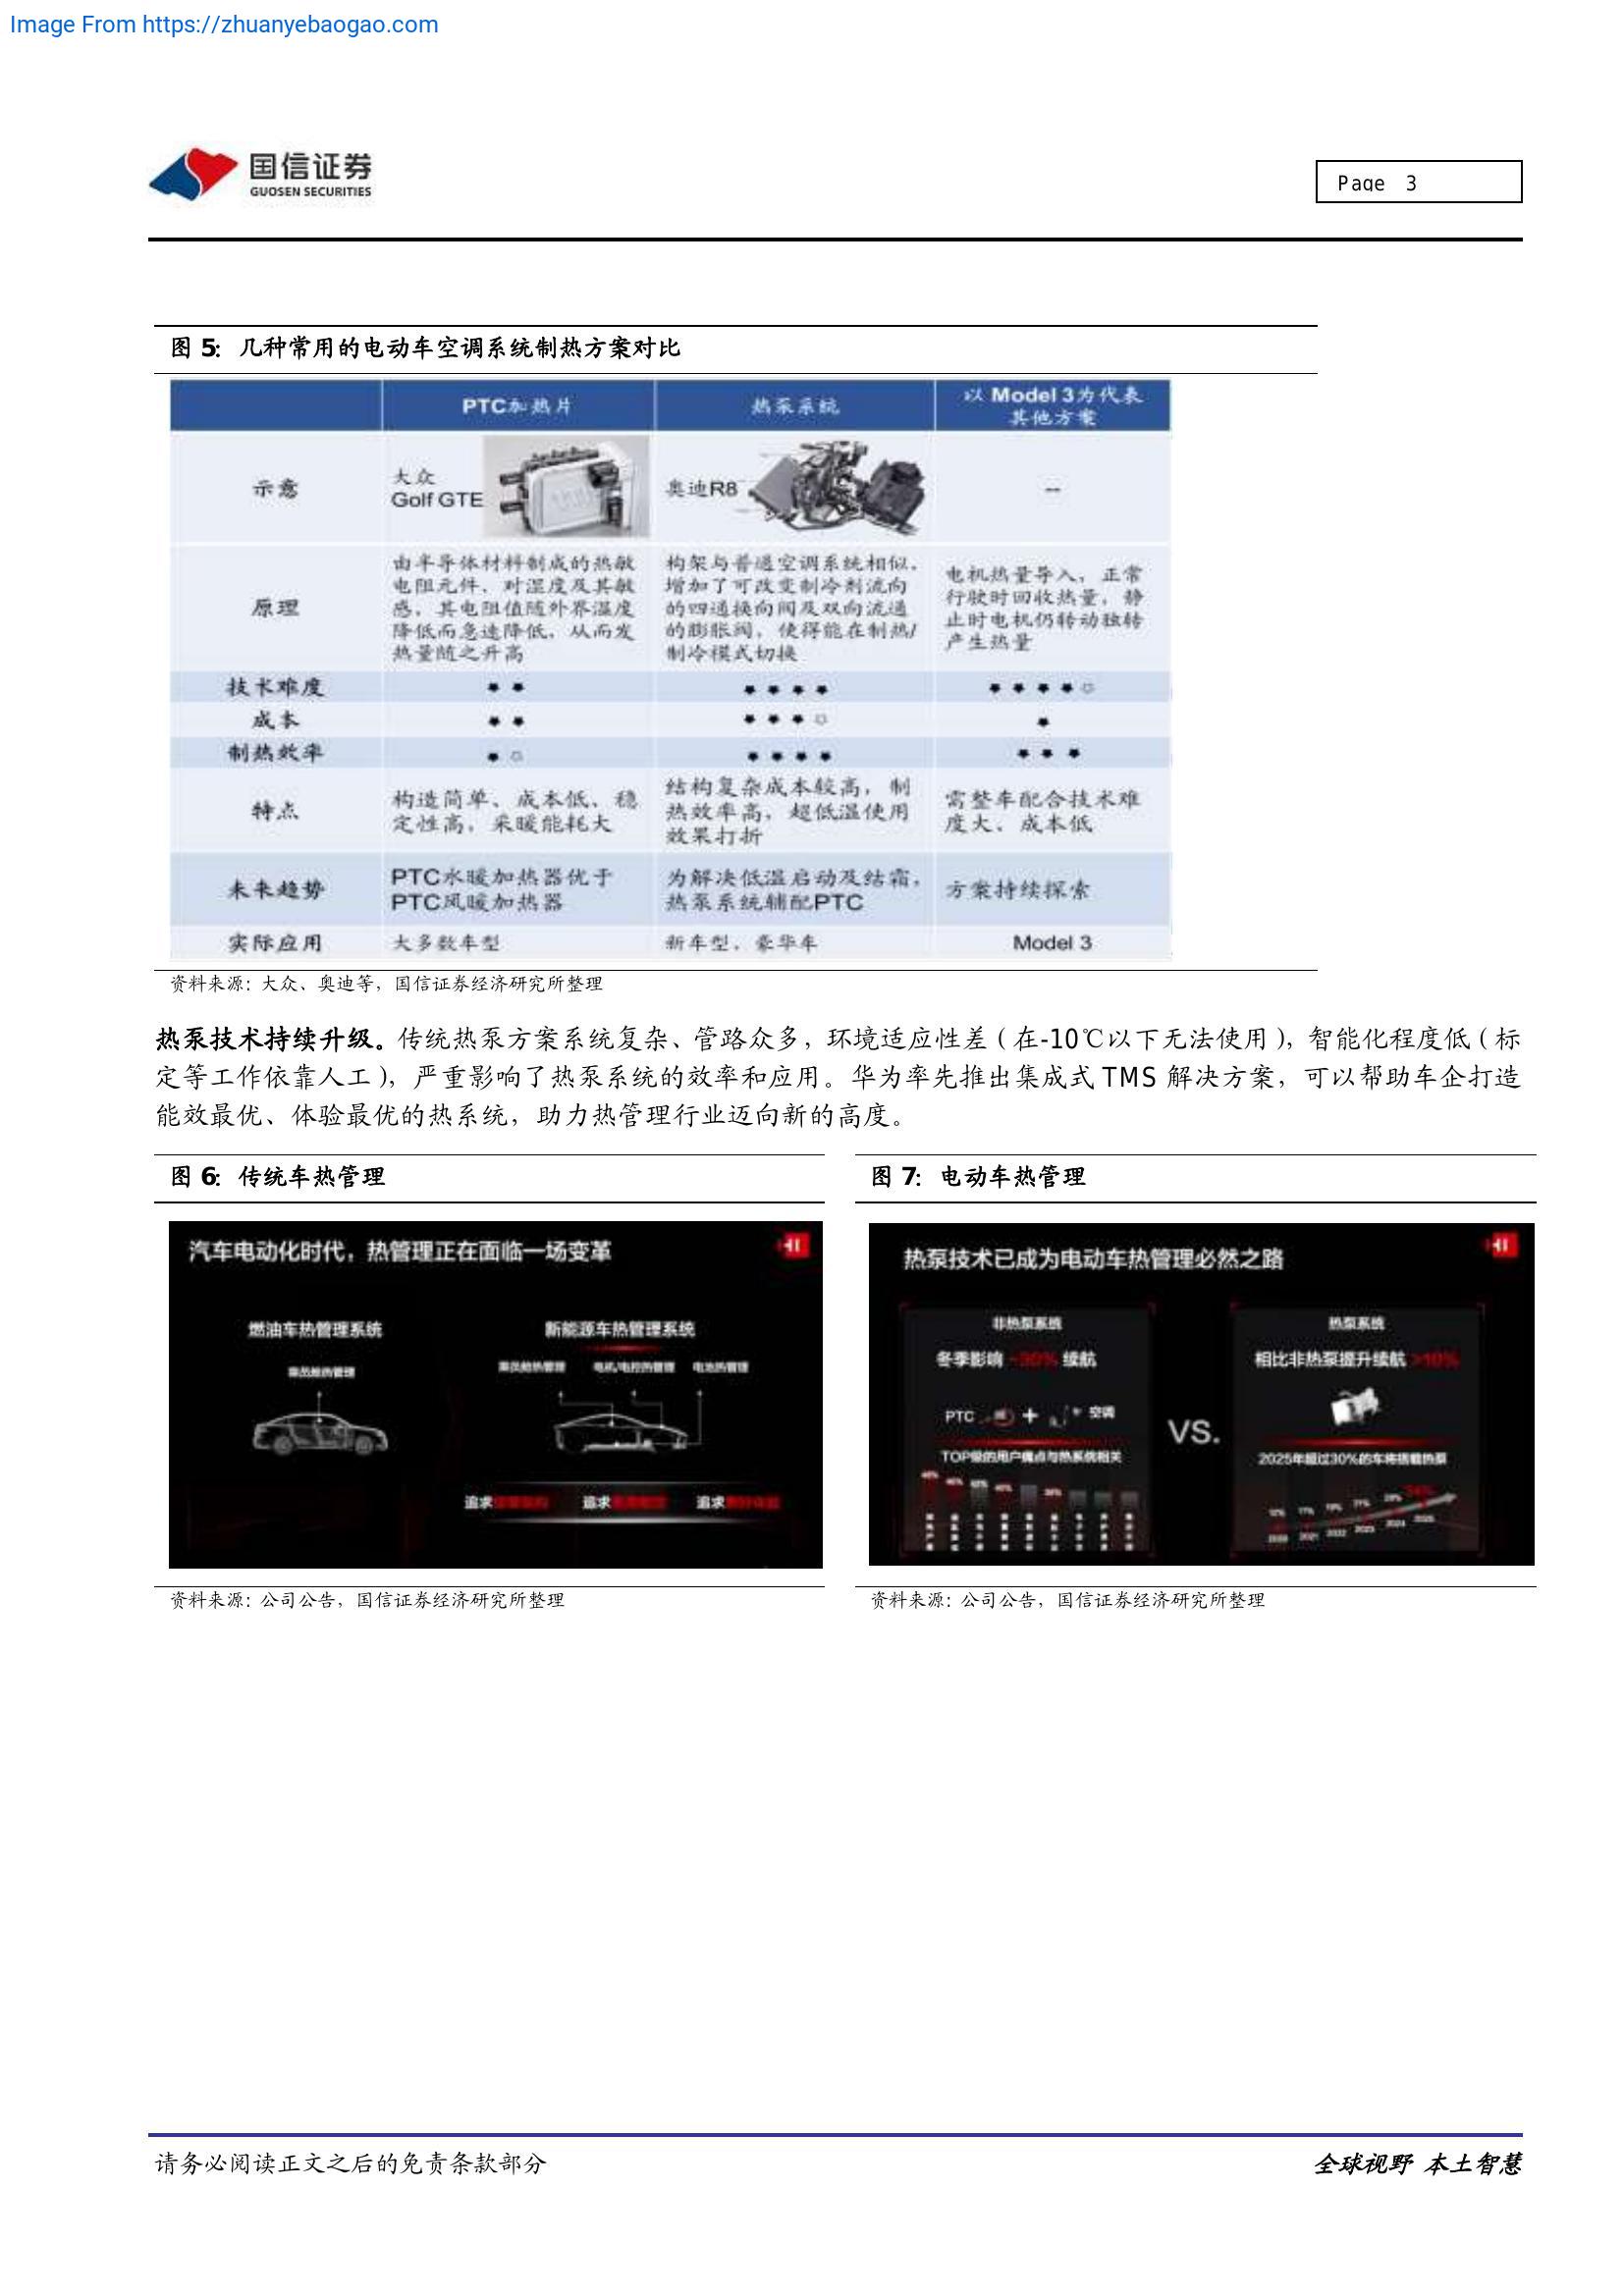 Image From https://zhuanyebaogao.com
国信证券
GUOSEN SECURITIES
Page 3
图 5: 几种常用的电动车空调系统制热方案对比
PTC加热片
热泵系统
以 Model 3为代表
其他方案
示意
大众
Golf GTE
奥迪R8
--
原理
由半导体材料制成的热敏
电阻元件,对湿度及其敏
感,其电阻值随外界温度
降低而急速降低,从而发
热量随之升高
构架与普通空调系统相似,
增加了可改变制冷剂流向
的四通换向阀及双向流通
的膨胀阀,使得能在制热/
制冷模式切换
电机热量导入,正常
行驶时回收热量,静
止时电机仍转动独转
产生热量
技术难度
成本
制热效率
特点
构造简单、成本低、稳
定性高,采暖能耗大
结构复杂成本较高,制
热效率高,超低温使用
效果打折
需整车配合技术难
度大、成本低
未来趋势
PTC水暖加热器优于
PTC风暖加热器
为解决低温启动及结霜,
热泵系统辅配PTC
方案持续探索
实际应用
大多数车型
新车型,豪华车
Model 3
资料来源: 大众、奥迪等,国信证券经济研究所整理
热泵技术持续升级。传统热泵方案系统复杂、管路众多,环境适应性差(在-10℃以下无法使用),智能化程度低(标
定等工作依靠人工),严重影响了热泵系统的效率和应用。华为率先推出集成式 TMS 解决方案,可以帮助车企打造
能效最优、体验最优的热系统,助力热管理行业迈向新的高度。
图 6: 传统车热管理
汽车电动化时代,热管理正在面临一场变革
HI
燃油车热管理系统
新能源车热管理系统
乘员舱热管理
乘员舱热管理 电机/电控热管理 电池热管理
追求 追求 追求
资料来源: 公司公告,国信证券经济研究所整理
图 7: 电动车热管理
热泵技术已成为电动车热管理必然之路
HI
非热泵系统
冬季影响 续航
PTC + 空调
TOP级的用户痛点与热系统相关
VS.
热泵系统
相比非热泵提升续航 >10%
2025年超过30%的车将搭载热泵
资料来源: 公司公告,国信证券经济研究所整理
请务必阅读正文之后的免责条款部分
全球视野 本土智慧